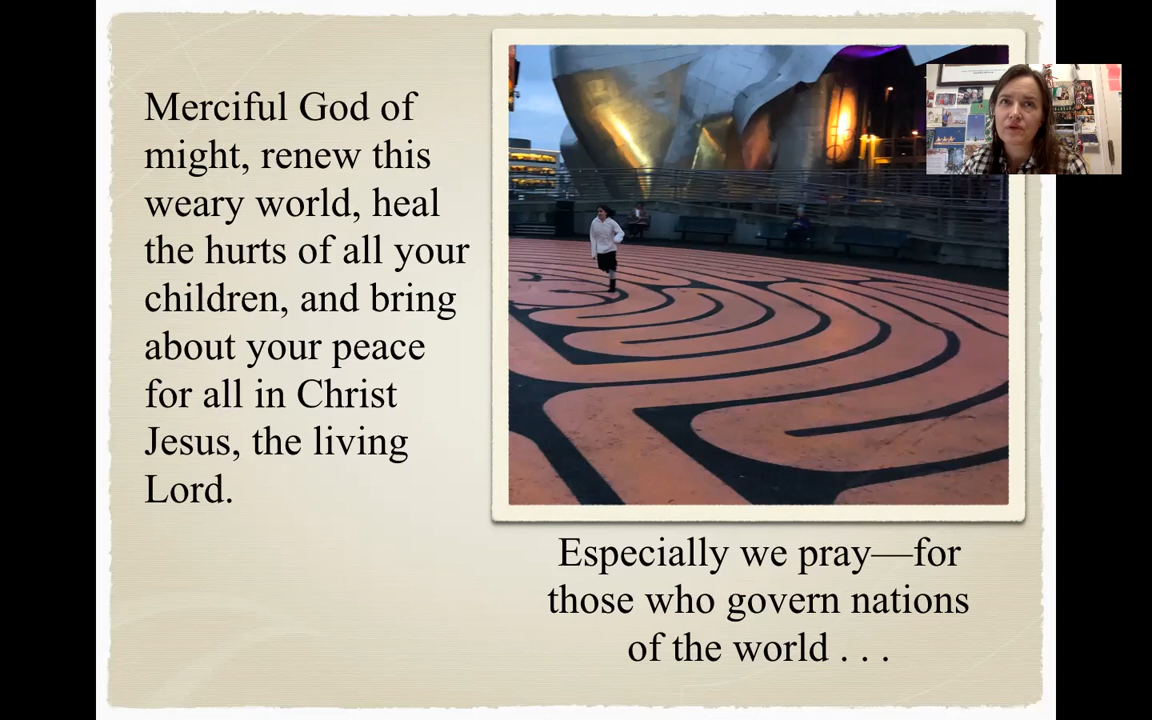 Merciful God of
might, renew this
weary world, heal
the hurts of all your
children, and bring
about your peace
for all in Christ
Jesus, the living
Lord.
Especially we pray—for
those who govern nations
of the world . . .